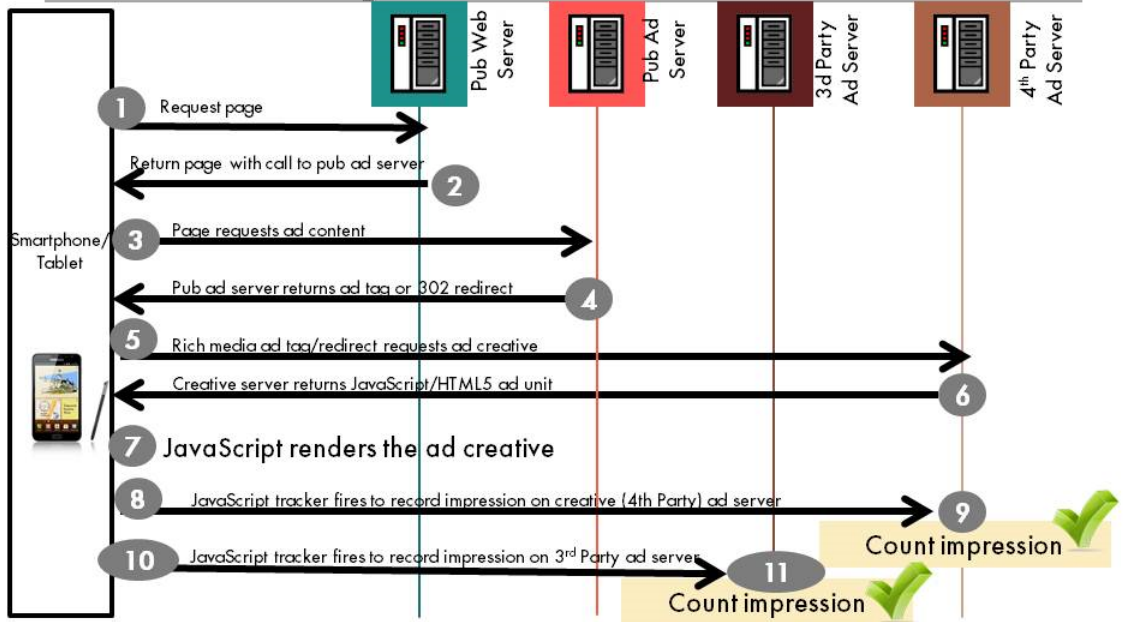 Pub Web
Server
Pub Ad
Server
3d Party
Ad Server
4th Party
Ad Server
1
Request page
Return page with call to pub ad server
2
Smartphone/
Tablet
3
Page requests ad content
Pub ad server returns ad tag or 302 redirect
4
5
Rich media ad tag/redirect requests ad creative
Creative server returns JavaScript/HTML5 ad unit
6
7 JavaScript renders the ad creative
8
JavaScript tracker fires to record impression on creative (4th Party) ad server
9
Count impression
10
JavaScript tracker fires to record impression on 3rd Party ad server
11
Count impression